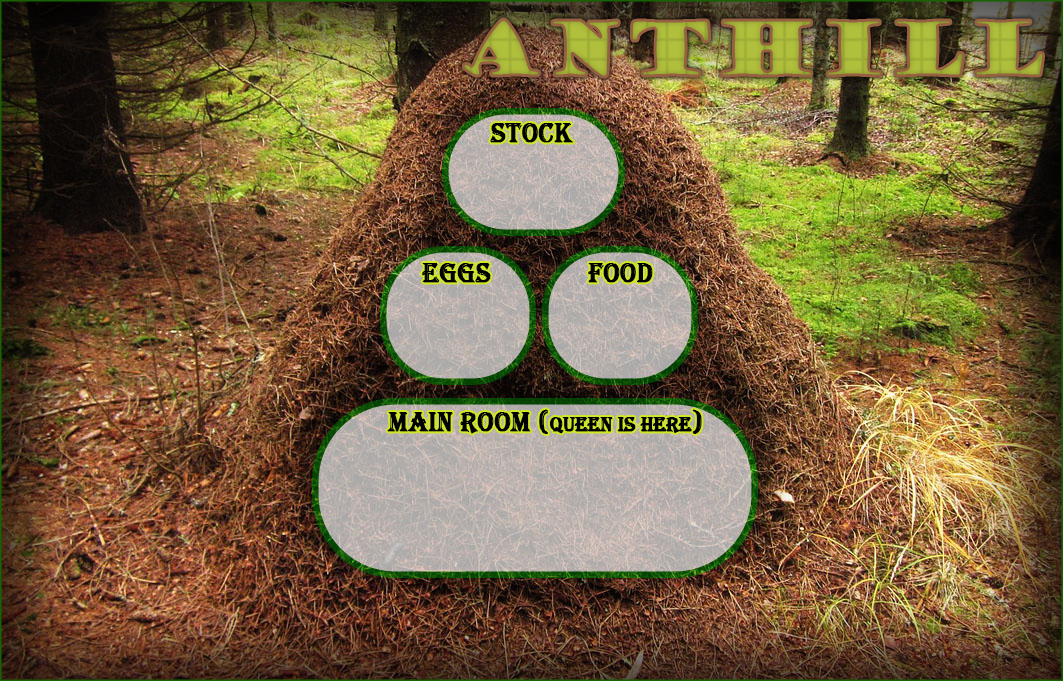 ANTHILL
STOCK
EGGS
FOOD
MAIN ROOM (QUEEN IS HERE)